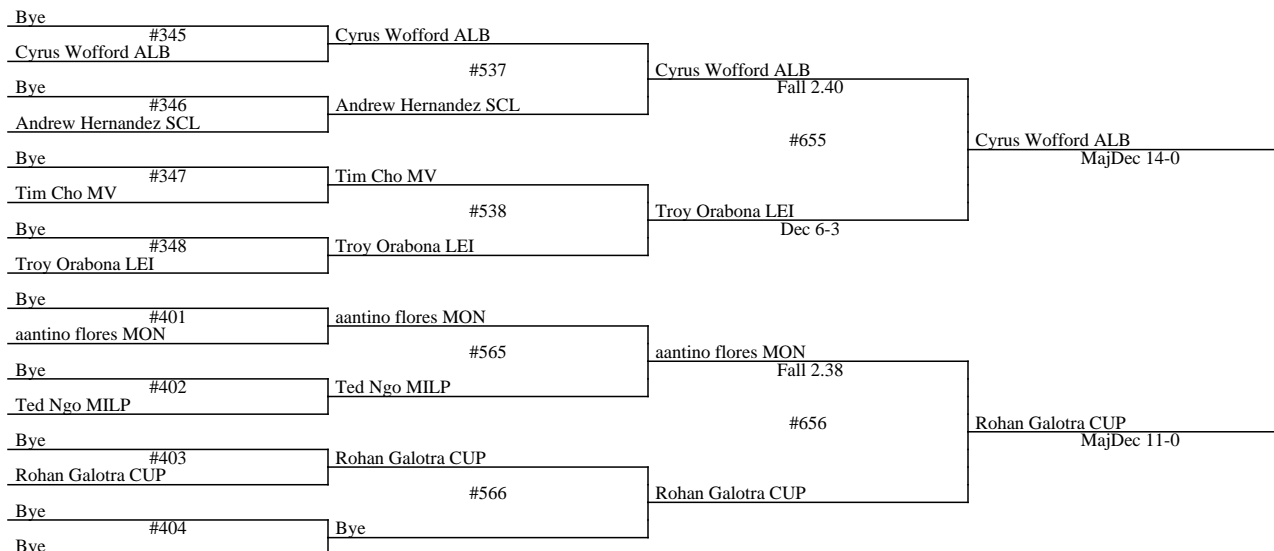 Bye
#345
Cyrus Wofford ALB
Cyrus Wofford ALB
#537
Cyrus Wofford ALB
Fall 2.40
Bye
#346
Andrew Hernandez SCL
Andrew Hernandez SCL
#655
Cyrus Wofford ALB
MajDec 14-0
Bye
#347
Tim Cho MV
Tim Cho MV
#538
Troy Orabona LEI
Dec 6-3
Bye
#348
Troy Orabona LEI
Troy Orabona LEI
Bye
#401
aantino flores MON
aantino flores MON
#565
aantino flores MON
Fall 2.38
Bye
#402
Ted Ngo MILP
Ted Ngo MILP
#656
Rohan Galotra CUP
MajDec 11-0
Bye
#403
Rohan Galotra CUP
Rohan Galotra CUP
#566
Rohan Galotra CUP
Bye
#404
Bye
Bye